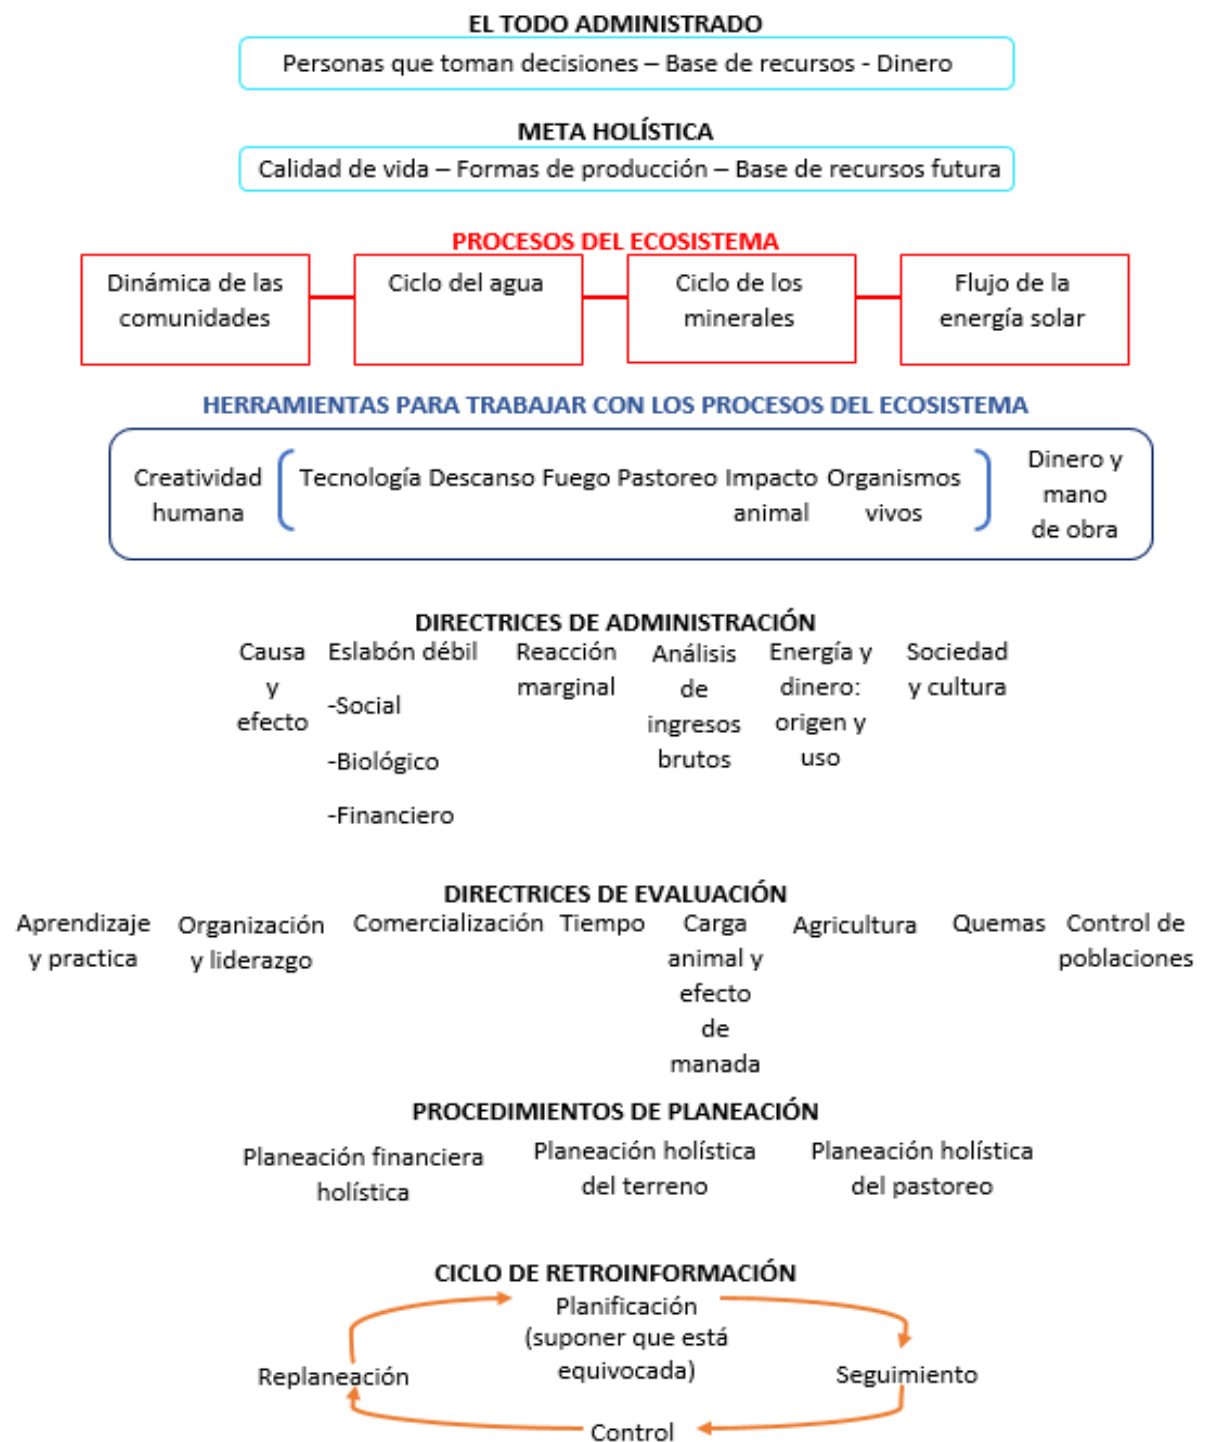 EL TODO ADMINISTRADO
Personas que toman decisiones – Base de recursos - Dinero
META HOLÍSTICA
Calidad de vida – Formas de producción – Base de recursos futura
PROCESOS DEL ECOSISTEMA
Dinámica de las
comunidades
Ciclo del agua
Ciclo de los
minerales
Flujo de la
energía solar
HERRAMIENTAS PARA TRABAJAR CON LOS PROCESOS DEL ECOSISTEMA
Creatividad
humana
Tecnología
Descanso
Fuego
Pastoreo
Impacto
animal
Organismos
vivos
Dinero y
mano
de obra
DIRECTRICES DE ADMINISTRACIÓN
Causa
y
efecto
Eslabón débil
-Social
-Biológico
-Financiero
Reacción
marginal
Análisis
de
ingresos
brutos
Energía y
dinero:
origen y
uso
Sociedad
y cultura
DIRECTRICES DE EVALUACIÓN
Aprendizaje
y practica
Organización
y liderazgo
Comercialización
Tiempo
Carga
animal y
efecto
de
manada
Agricultura
Quemas
Control de
poblaciones
PROCEDIMIENTOS DE PLANEACIÓN
Planeación financiera
holística
Planeación holística
del terreno
Planeación holística
del pastoreo
CICLO DE RETROINFORMACIÓN
Planificación
(suponer que está
equivocada)
Seguimiento
Control
Replaneación